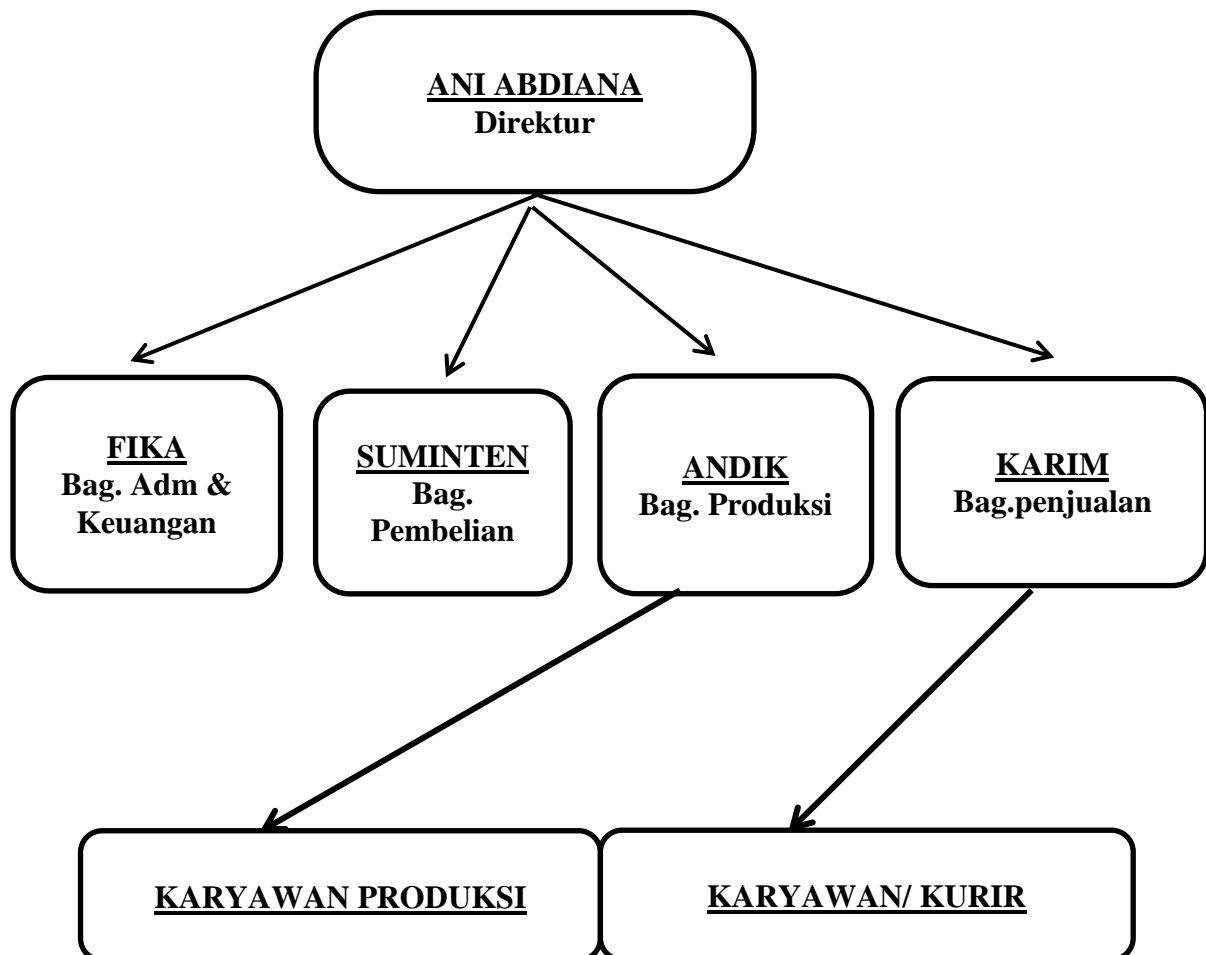 ANI ABDIANA
Direktur
FIKA
Bag. Adm &
Keuangan
SUMINTEN
Bag.
Pembelian
ANDIK
Bag. Produksi
KARIM
Bag.penjualan
KARYAWAN PRODUKSI
KARYAWAN/ KURIR